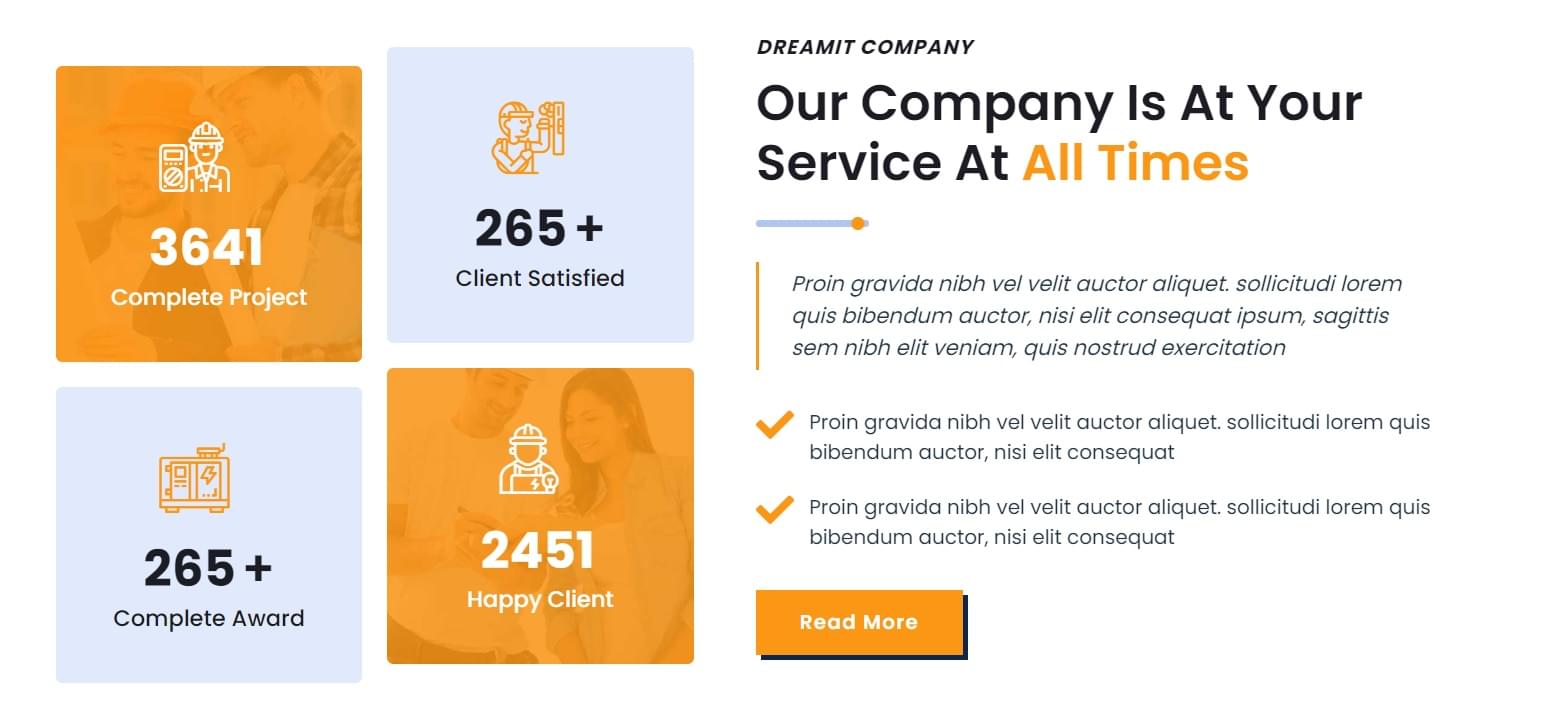 3641
Complete Project
265 +
Client Satisfied
265 +
Complete Award
2451
Happy Client
DREAMIT COMPANY
Our Company Is At Your
Service At All Times
Proin gravida nibh vel velit auctor aliquet. sollicitudi lorem
quis bibendum auctor, nisi elit consequat ipsum, sagittis
sem nibh elit veniam, quis nostrud exercitation
Proin gravida nibh vel velit auctor aliquet. sollicitudi lorem quis
bibendum auctor, nisi elit consequat
Proin gravida nibh vel velit auctor aliquet. sollicitudi lorem quis
bibendum auctor, nisi elit consequat
Read More